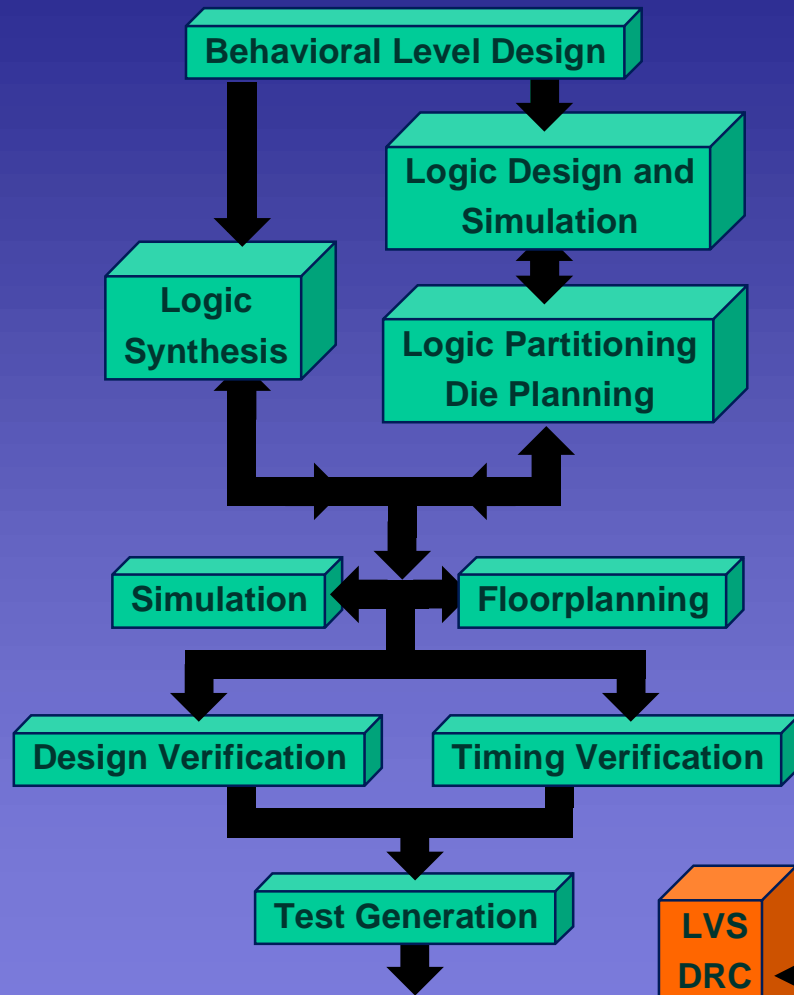 Behavioral Level Design
Logic Design and
Simulation
Logic
Synthesis
Logic Partitioning
Die Planning
Simulation
Floorplanning
Design Verification
Timing Verification
Test Generation
LVS
DRC